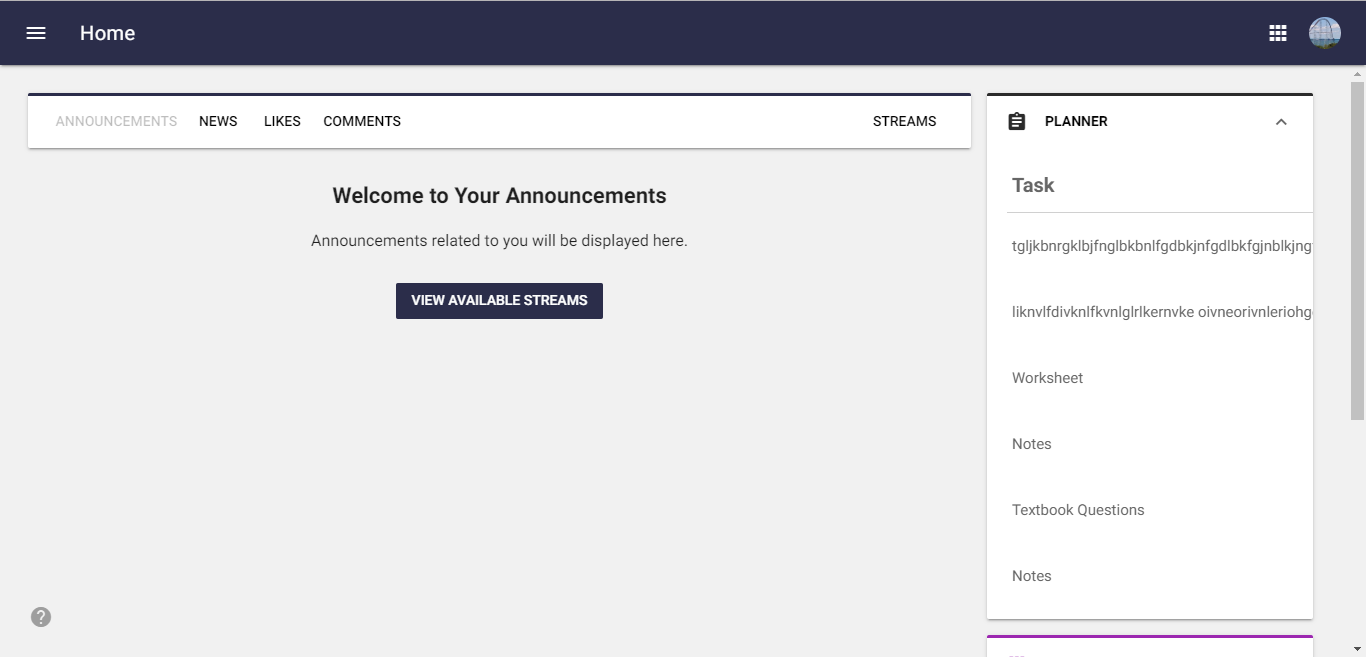 Home
ANNOUNCEMENTS NEWS LIKES COMMENTS STREAMS
Welcome to Your Announcements
Announcements related to you will be displayed here.
VIEW AVAILABLE STREAMS
PLANNER
Task
tgljkbnrgklbjfnglbkbnlfgdbkjnfgdlbkfgjnblkjng
liknvlfdivknlfkvnlglrlkernvke oivneorivnleriohg
Worksheet
Notes
Textbook Questions
Notes
?